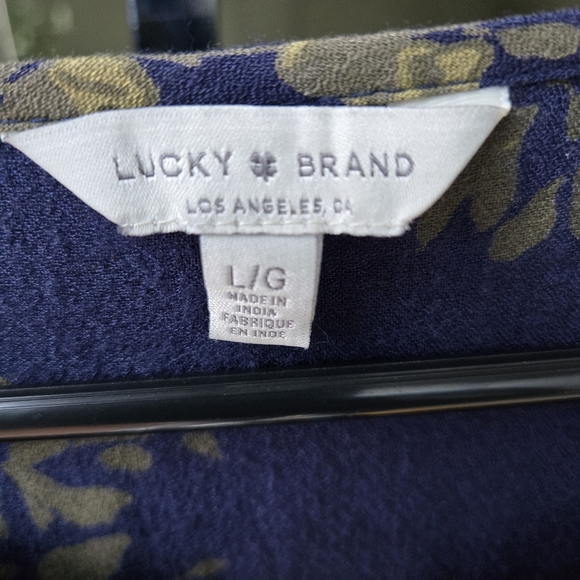 LUCKY BRAND
LOS ANGELES, CA
L/G
MADE IN
INDIA
FABRIQUE
EN INDE